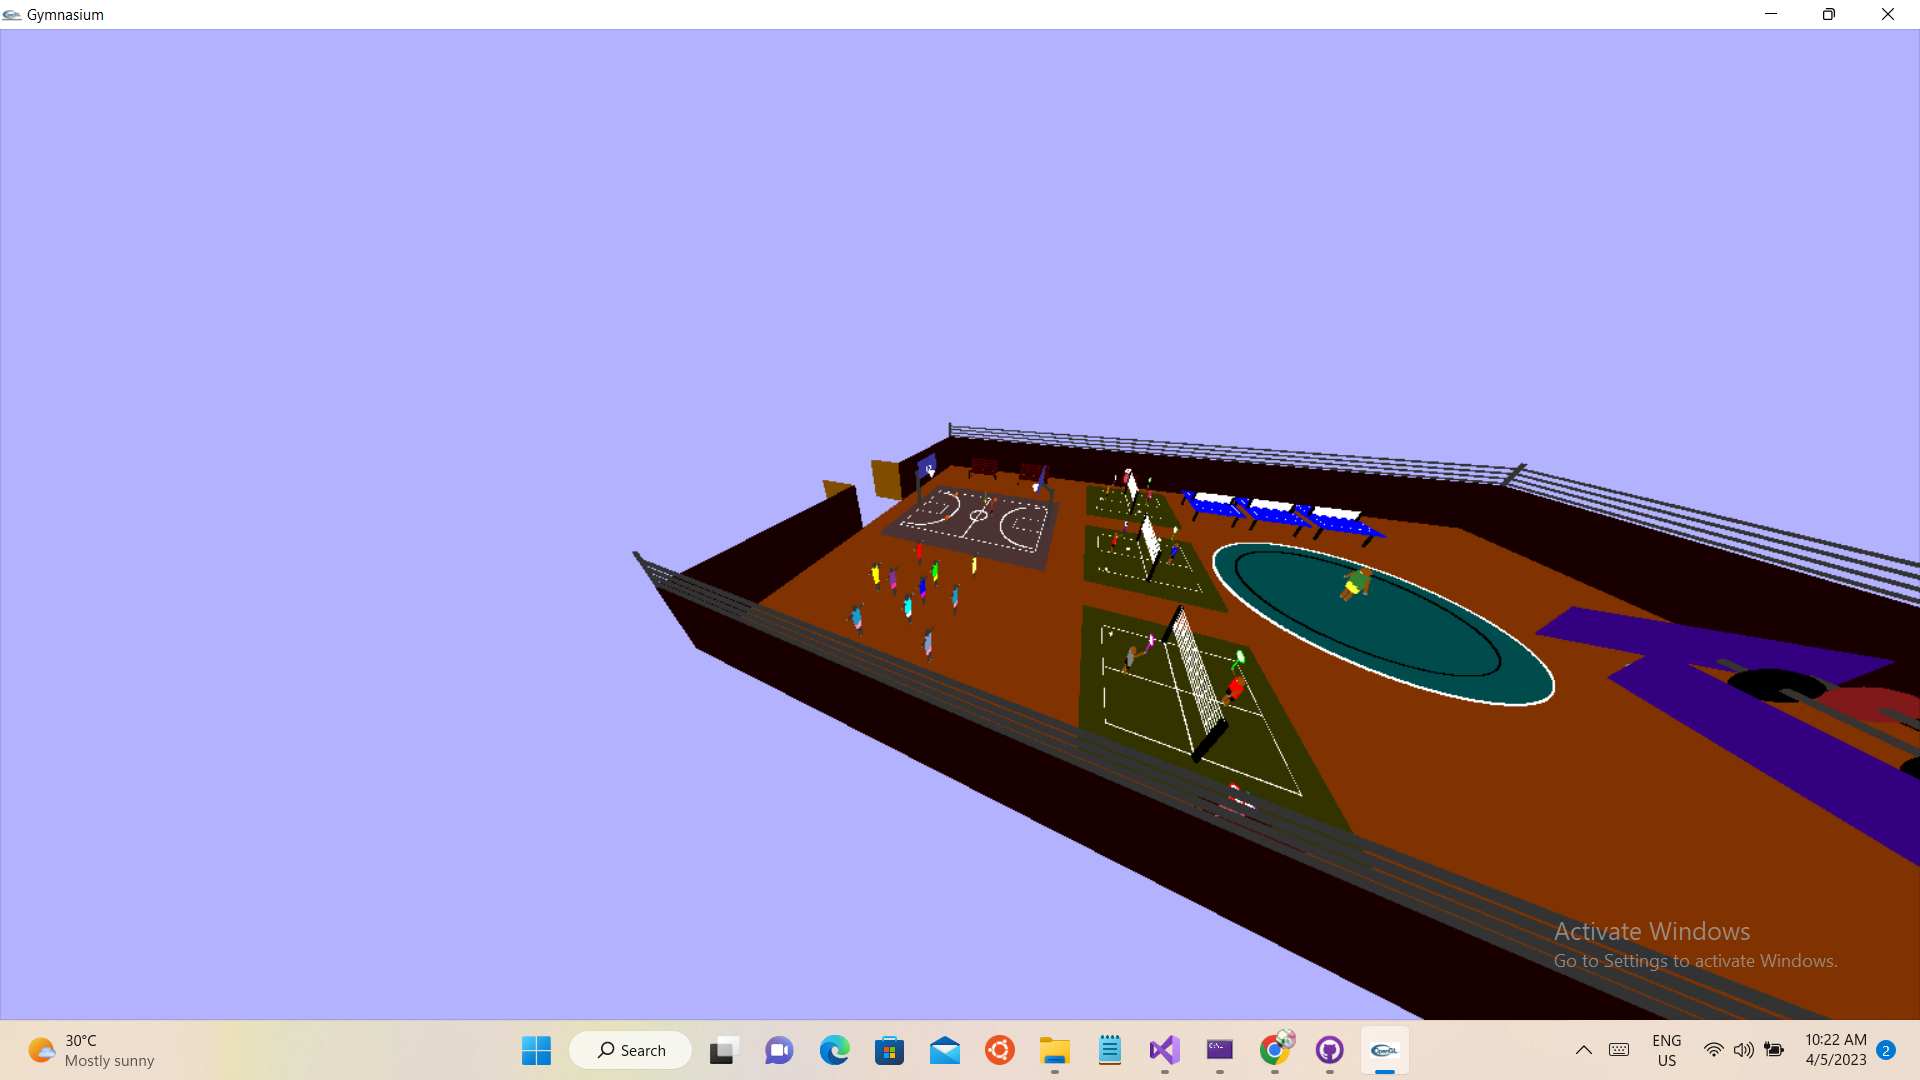 Gymnasium
Activate Windows
Go to Settings to activate Windows.
30°C
Mostly sunny
Search
OpenGL
ENG
US
10:22 AM
4/5/2023
2